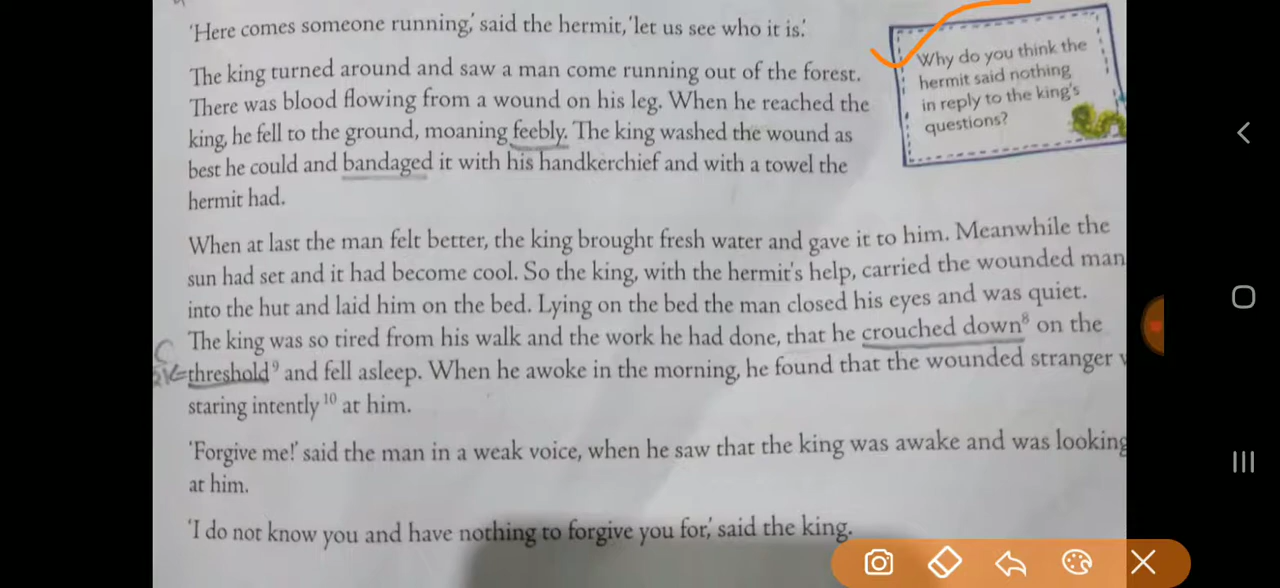 'Here comes someone running,' said the hermit, 'let us see who it is.'
The king turned around and saw a man come running out of the forest.
There was blood flowing from a wound on his leg. When he reached the
king, he fell to the ground, moaning feebly. The king washed the wound as
best he could and bandaged it with his handkerchief and with a towel the
hermit had.
Why do you think the
hermit said nothing
in reply to the king's
questions?
When at last the man felt better, the king brought fresh water and gave it to him. Meanwhile the
sun had set and it had become cool. So the king, with the hermit's help, carried the wounded man
into the hut and laid him on the bed. Lying on the bed the man closed his eyes and was quiet.
The king was so tired from his walk and the work he had done, that he crouched down8 on the
threshold9 and fell asleep. When he awoke in the morning, he found that the wounded stranger
staring intently10 at him.
'Forgive me!' said the man in a weak voice, when he saw that the king was awake and was looking
at him.
'I do not know you and have nothing to forgive you for,' said the king.